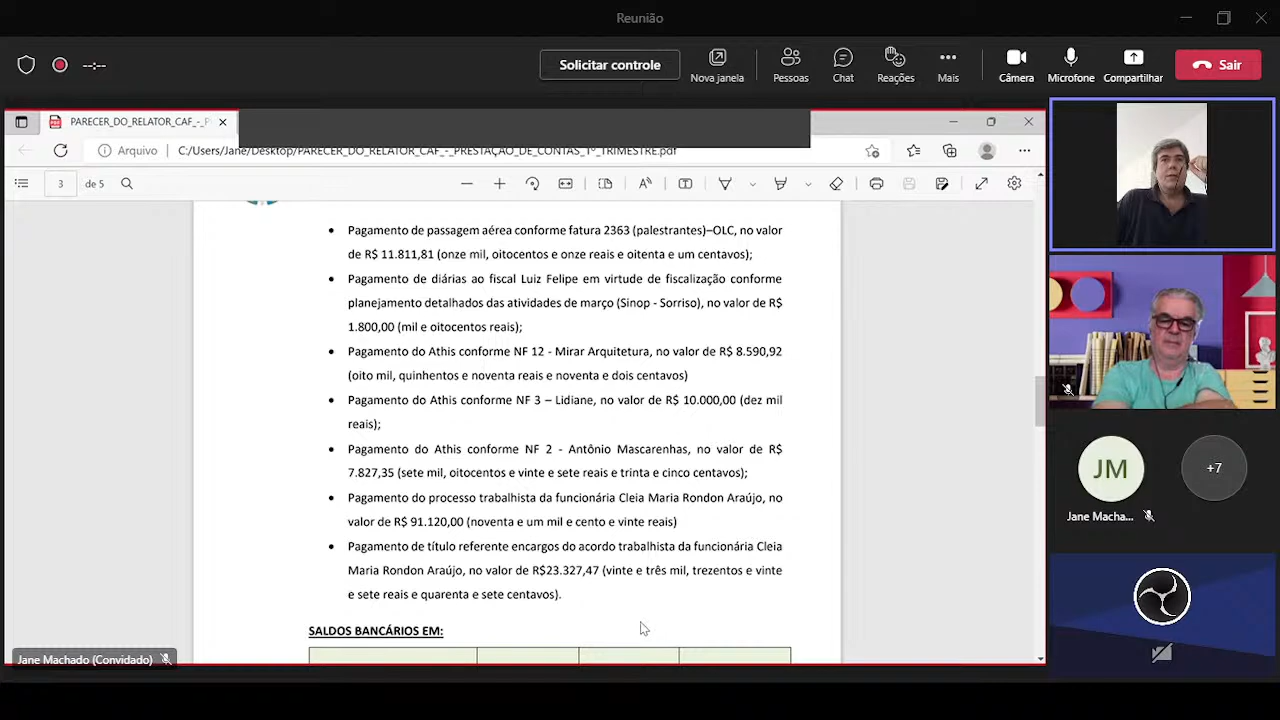 Reunião
--:--
Solicitar controle
Nova janela
Pessoas
Chat
Reações
Mais
Câmera
Microfone
Compartilhar
Sair
PARECER_DO_RELATOR_CAF_-_P
Arquivo
C:/Users/Jane/Desktop/PARECER_DO_RELATOR_CAF_-_PRESTAÇAO_DE_CONTAS_1º_TRIMESTRE.pdf
3 de 5
• Pagamento de passagem aérea conforme fatura 2363 (palestrantes)–OLC, no valor
de R$ 11.811,81 (onze mil, oitocentos e onze reais e oitenta e um centavos);
• Pagamento de diárias ao fiscal Luiz Felipe em virtude de fiscalização conforme
planejamento detalhados das atividades de março (Sinop - Sorriso), no valor de R$
1.800,00 (mil e oitocentos reais);
• Pagamento do Athis conforme NF 12 - Mirar Arquitetura, no valor de R$ 8.590,92
(oito mil, quinhentos e noventa reais e noventa e dois centavos)
• Pagamento do Athis conforme NF 3 – Lidiane, no valor de R$ 10.000,00 (dez mil
reais);
• Pagamento do Athis conforme NF 2 - Antônio Mascarenhas, no valor de R$
7.827,35 (sete mil, oitocentos e vinte e sete reais e trinta e cinco centavos);
• Pagamento do processo trabalhista da funcionária Cleia Maria Rondon Araújo, no
valor de R$ 91.120,00 (noventa e um mil e cento e vinte reais)
• Pagamento de título referente encargos do acordo trabalhista da funcionária Cleia
Maria Rondon Araújo, no valor de R$23.327,47 (vinte e três mil, trezentos e vinte
e sete reais e quarenta e sete centavos).
SALDOS BANCÁRIOS EM:
Jane Machado (Convidado)
JM
+7
Jane Macha...